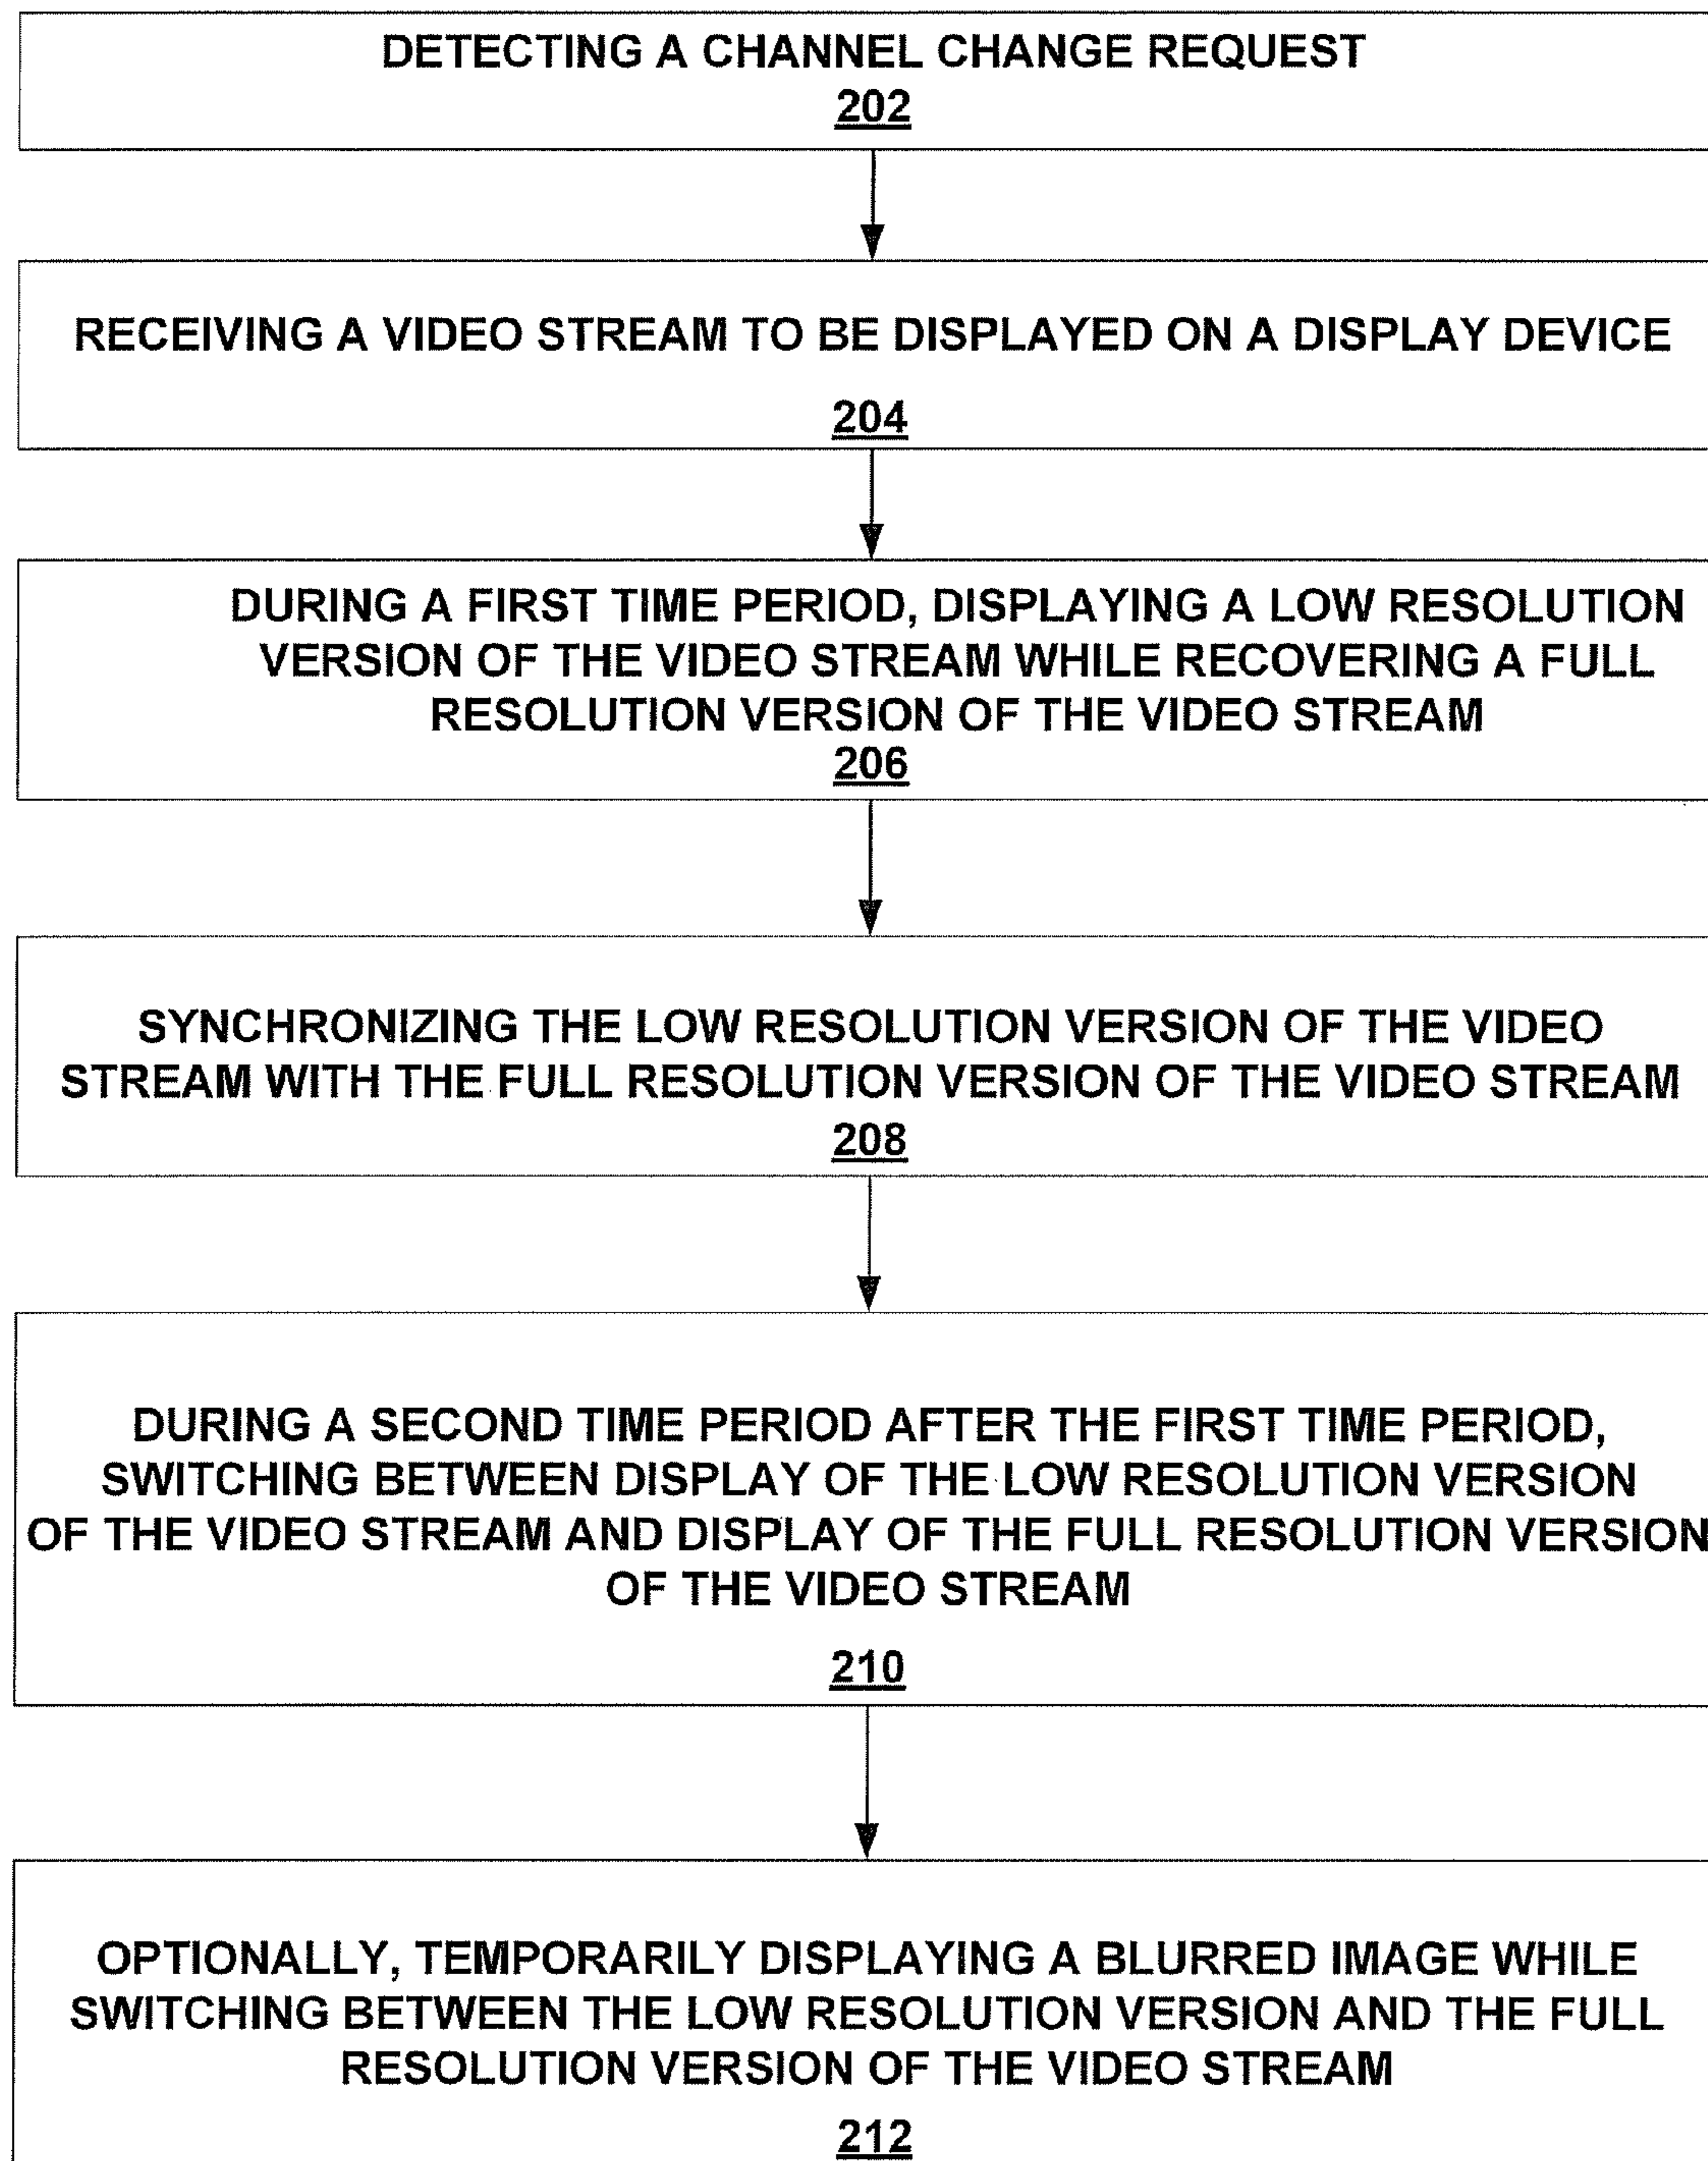 DETECTING A CHANNEL CHANGE REQUEST
202
RECEIVING A VIDEO STREAM TO BE DISPLAYED ON A DISPLAY DEVICE
204
DURING A FIRST TIME PERIOD, DISPLAYING A LOW RESOLUTION
VERSION OF THE VIDEO STREAM WHILE RECOVERING A FULL
RESOLUTION VERSION OF THE VIDEO STREAM
206
SYNCHRONIZING THE LOW RESOLUTION VERSION OF THE VIDEO
STREAM WITH THE FULL RESOLUTION VERSION OF THE VIDEO STREAM
208
DURING A SECOND TIME PERIOD AFTER THE FIRST TIME PERIOD,
SWITCHING BETWEEN DISPLAY OF THE LOW RESOLUTION VERSION
OF THE VIDEO STREAM AND DISPLAY OF THE FULL RESOLUTION VERSION
OF THE VIDEO STREAM
210
OPTIONALLY, TEMPORARILY DISPLAYING A BLURRED IMAGE WHILE
SWITCHING BETWEEN THE LOW RESOLUTION VERSION AND THE FULL
RESOLUTION VERSION OF THE VIDEO STREAM
212